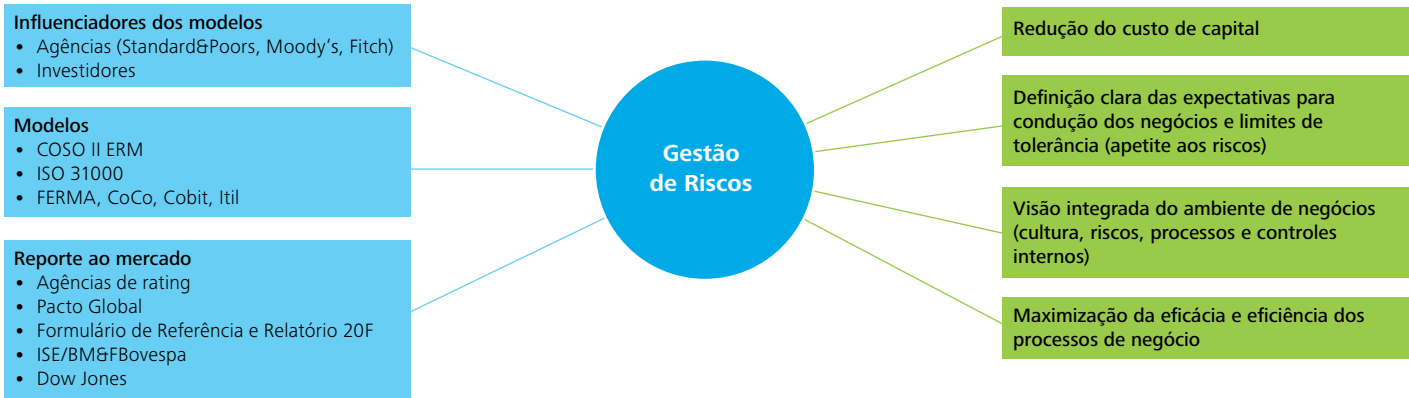 Influenciadores dos modelos
• Agências (Standard&Poors, Moody's, Fitch)
• Investidores
Modelos
• COSO II ERM
• ISO 31000
• FERMA, CoCo, Cobit, Itil
Reporte ao mercado
• Agências de rating
• Pacto Global
• Formulário de Referência e Relatório 20F
• ISE/BM&FBovespa
• Dow Jones
Gestão
de Riscos
Redução do custo de capital
Definição clara das expectativas para
condução dos negócios e limites de
tolerância (apetite aos riscos)
Visão integrada do ambiente de negócios
(cultura, riscos, processos e controles
internos)
Maximização da eficácia e eficiência dos
processos de negócio